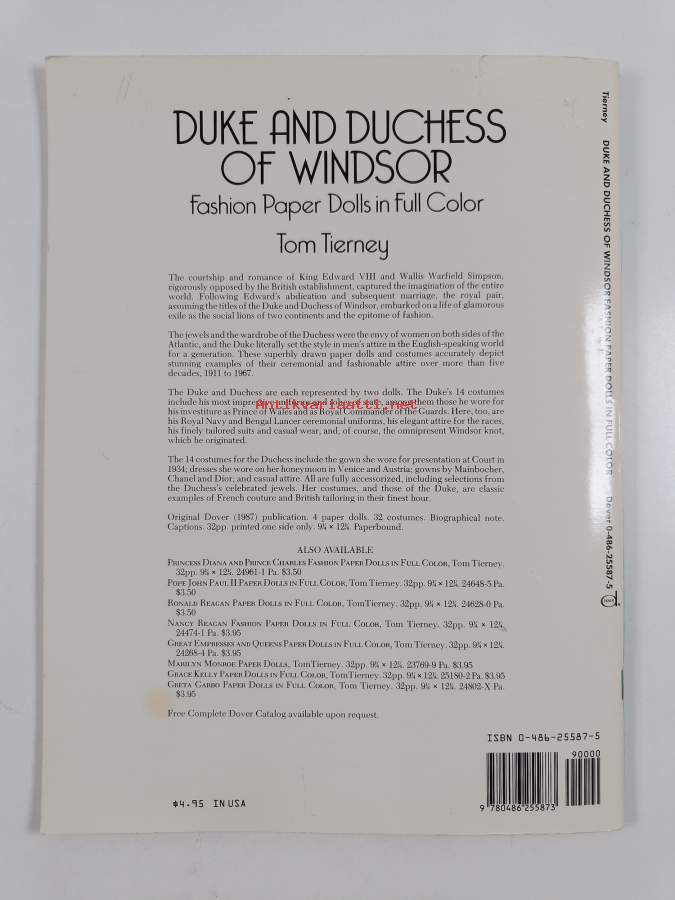 DUKE AND DUCHESS
OF WINDSOR
Fashion Paper Dolls in Full Color
Tom Tierney
The courtship and romance of King Edward VIII and Wallis Warfield Simpson,
rigorously opposed by the British establishment, captured the imagination of the entire
world. Following Edward's abdication and subsequent marriage, the royal pair,
assuming the titles of the Duke and Duchess of Windsor, embarked on a life of glamorous
exile as the social lions of two continents and the epitome of fashion.
The jewels and the wardrobe of the Duchess were the envy of women on both sides of the
Atlantic, and the Duke literally set the style in men's attire in the English-speaking world
for a generation. These superbly drawn paper dolls and costumes accurately depict
stunning examples of their ceremonial and fashionable attire over more than five
decades, 1911 to 1967.
The Duke and Duchess are each represented by two dolls. The Duke's 14 costumes
include his most impressive uniforms and robes of state, among them those he wore for
his investiture as Prince of Wales and as Royal Commander of the Guards. Here, too, are
his Royal Navy and Bengal Lancer ceremonial uniforms, his elegant attire for the races,
his finely tailored suits and casual wear, and, of course, the omnipresent Windsor knot,
which he originated.
The 14 costumes for the Duchess include the gown she wore for presentation at Court in
1934; dresses she wore on her honeymoon in Venice and Austria; gowns by Mainbocher,
Chanel and Dior, and casual attire. All are fully accessorized, including selections from
the Duchess's celebrated jewels. Her costumes, and those of the Duke, are classic
examples of French couture and British tailoring in their finest hour.
Original Dover (1987) publication. 4 paper dolls. 32 costumes. Biographical note.
Captions. 32pp. printed one side only. 9¼ × 12¼. Paperbound.
ALSO AVAILABLE
PRINCESS DIANA AND PRINCE CHARLES FASHION PAPER DOLLS IN FULL COLOR, Tom Tierney.
32pp. 9¼ × 12¼. 24961-1 Pa. $3.50
POPE JOHN PAUL II PAPER DOLLS IN FULL COLOR, Tom Tierney. 32pp. 9¼ × 12¼. 24648-5 Pa.
$3.50
RONALD REAGAN PAPER DOLLS IN FULL COLOR, Tom Tierney. 32pp. 9¼ × 12¼. 24628-0 Pa.
$3.50
NANCY REAGAN FASHION PAPER DOLLS IN FULL COLOR, Tom Tierney. 32pp. 9¼ × 12¼.
24474-1 Pa. $3.95
GREAT EMPRESSES AND QUEENS PAPER DOLLS IN FULL COLOR, Tom Tierney. 32pp. 9¼ × 12¼.
24268-4 Pa. $3.95
MARILYN MONROE PAPER DOLLS, Tom Tierney. 32pp. 9¼ × 12¼. 23769-9 Pa. $3.95
GRACE KELLY PAPER DOLLS IN FULL COLOR, Tom Tierney. 32pp. 9¼ × 12¼. 25180-2 Pa. $3.95
GRETA GARBO PAPER DOLLS IN FULL COLOR, Tom Tierney. 32pp. 9¼ × 12¼. 24802-X Pa.
$3.95
Free Complete Dover Catalog available upon request.
$4.95 IN USA
ISBN 0-486-25587-5
90000
9 780486 255873
Tierney DUKE AND DUCHESS OF WINDSOR FASHION PAPER DOLLS IN FULL COLOR Dover 0-486-25587-5
Antikvariaatti.net